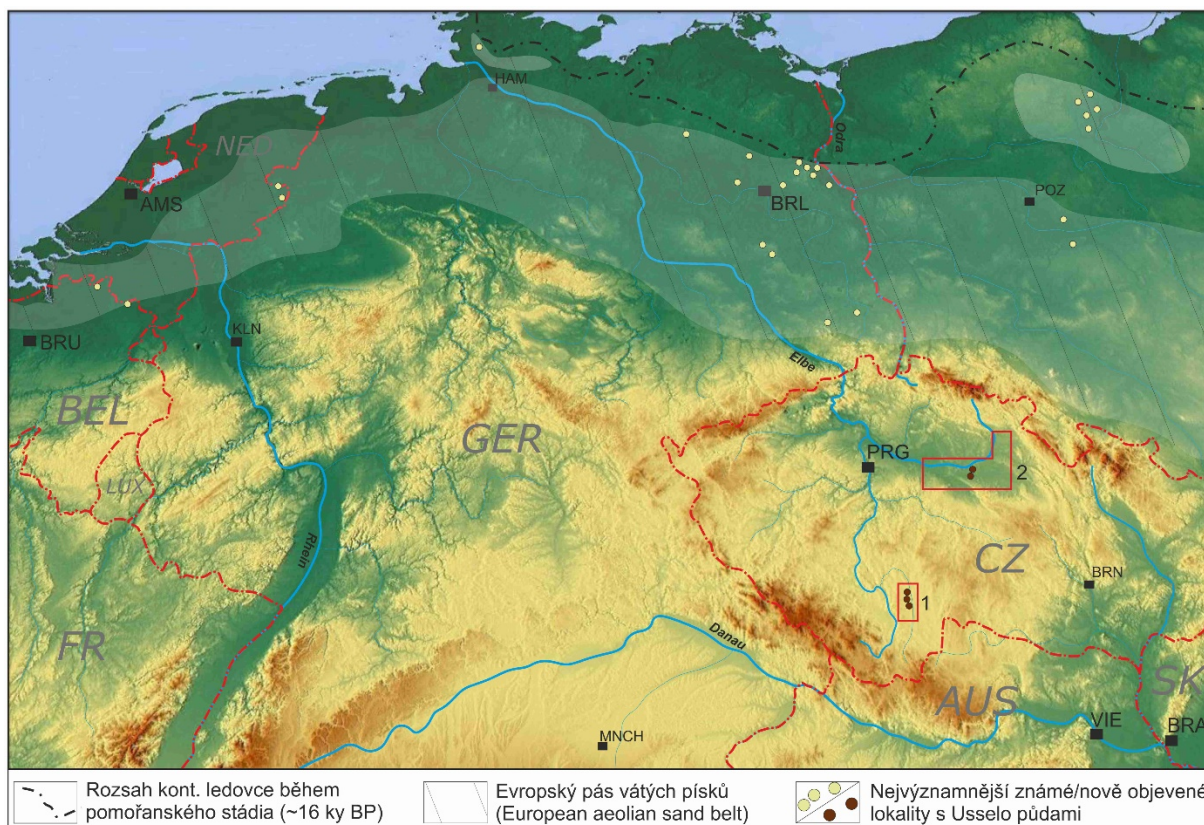 HAM
NED
Odra
AMS
BRL
POZ
BRU
KLN
Elbe
BEL
GER
PRG
2
LUX
Rhein
CZ
BRN
1
FR
Danau
AUS
SK
MNCH
VIE
BRA
Rozsah kont. ledovce během
pomořanského stádia (~16 ky BP)
Evropský pás vátých písků
(European aeolian sand belt)
Nejvýznamnější známé/nově objevené
lokality s Usselo půdami